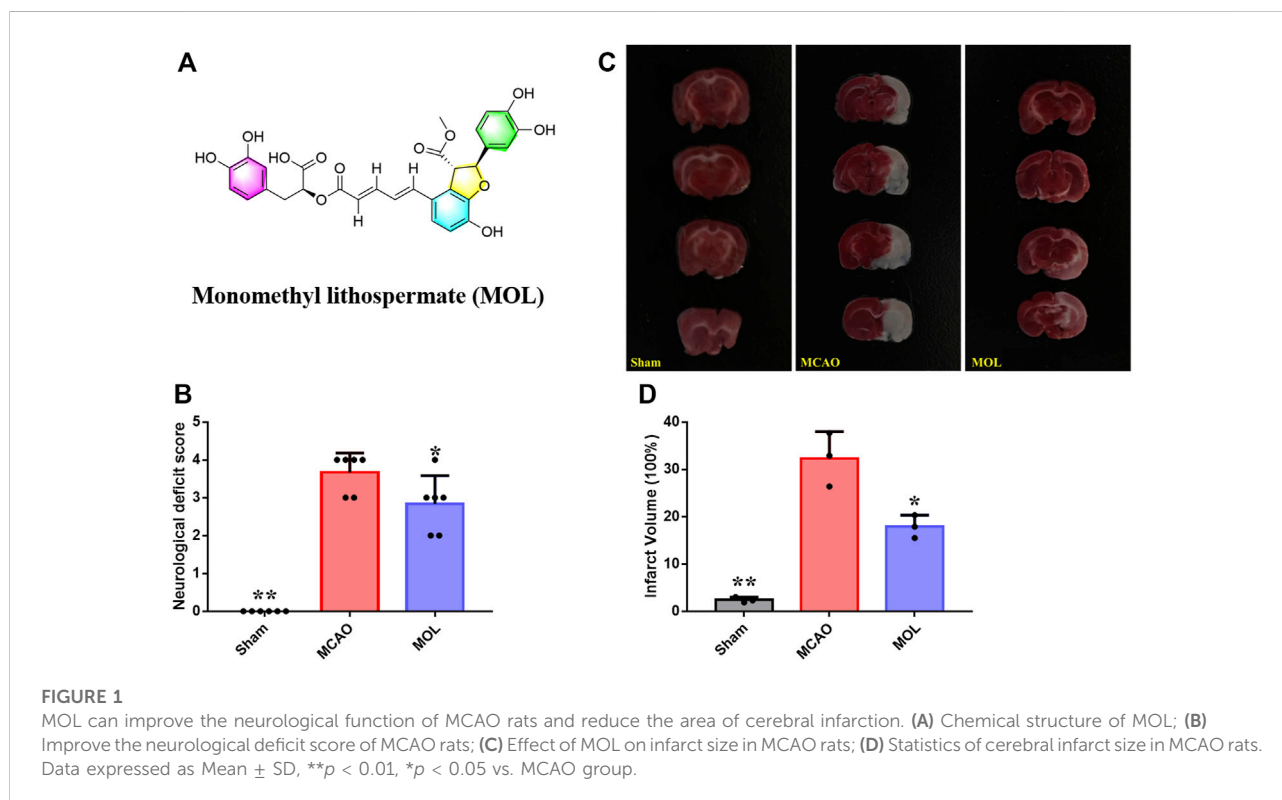 A
OH
HO
HO
O
O
O
O
H
H
H
O
O
O
OH
OH
OH
Monomethyl lithospermate (MOL)
C
Sham
MCAO
MOL
B
Neurological deficit score
5
4
3
2
1
0
**
*
Sham
MCAO
MOL
D
Infarct Volume (100%)
40
30
20
10
0
**
*
Sham
MCAO
MOL
FIGURE 1
MOL can improve the neurological function of MCAO rats and reduce the area of cerebral infarction. (A) Chemical structure of MOL; (B)
Improve the neurological deficit score of MCAO rats; (C) Effect of MOL on infarct size in MCAO rats; (D) Statistics of cerebral infarct size in MCAO rats.
Data expressed as Mean ± SD, **p < 0.01, *p < 0.05 vs. MCAO group.